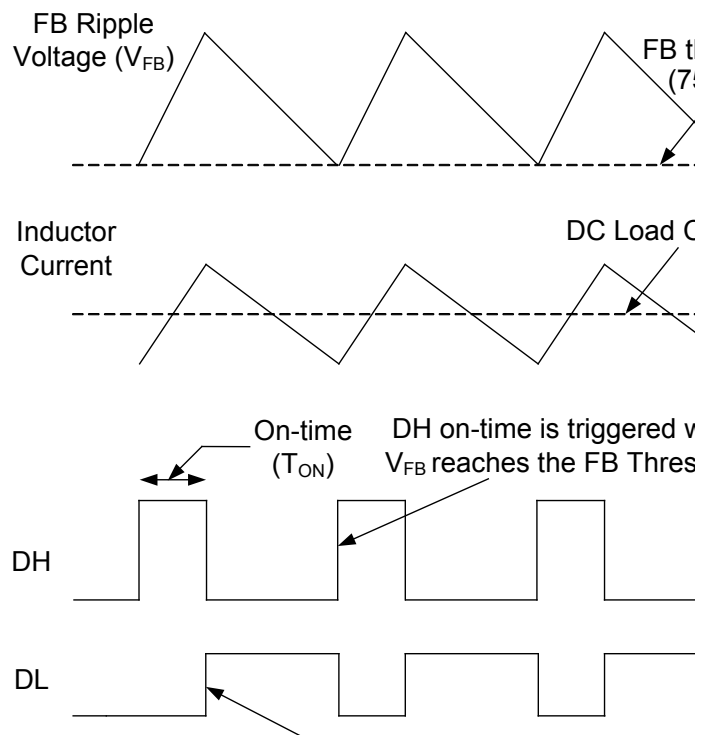 FB Ripple
Voltage (VFB)
FB
(75
Inductor
Current
DC Load
On-time
(TON)
DH on-time is triggered
VFB reaches the FB Thres
DH
DL